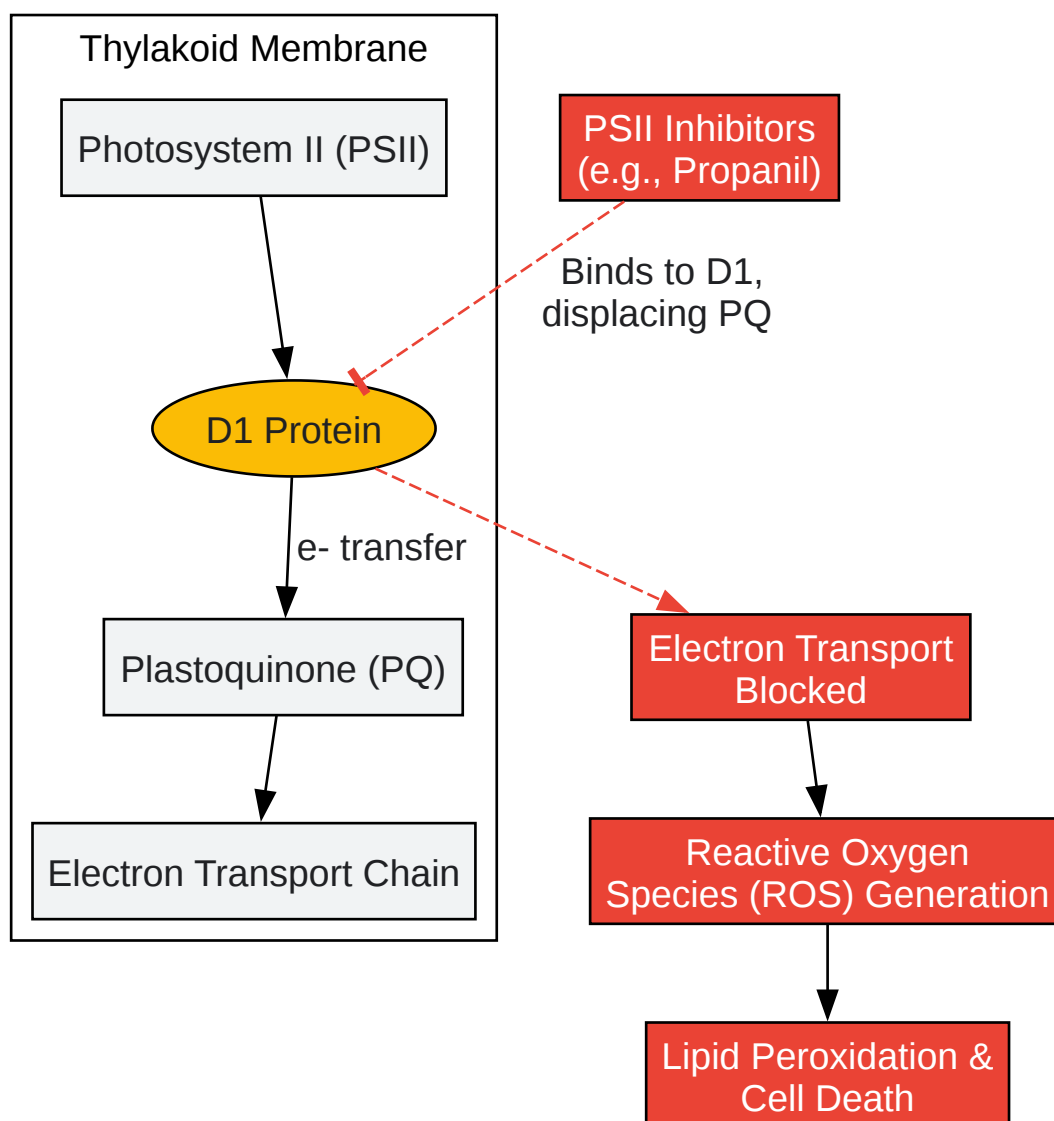 Thylakoid Membrane
Photosystem II (PSII)
PSII Inhibitors
(e.g., Propanil)
Binds to D1,
displacing PQ
D1 Protein
e- transfer
Plastoquinone (PQ)
Electron Transport
Blocked
Electron Transport Chain
Reactive Oxygen
Species (ROS) Generation
Lipid Peroxidation &
Cell Death